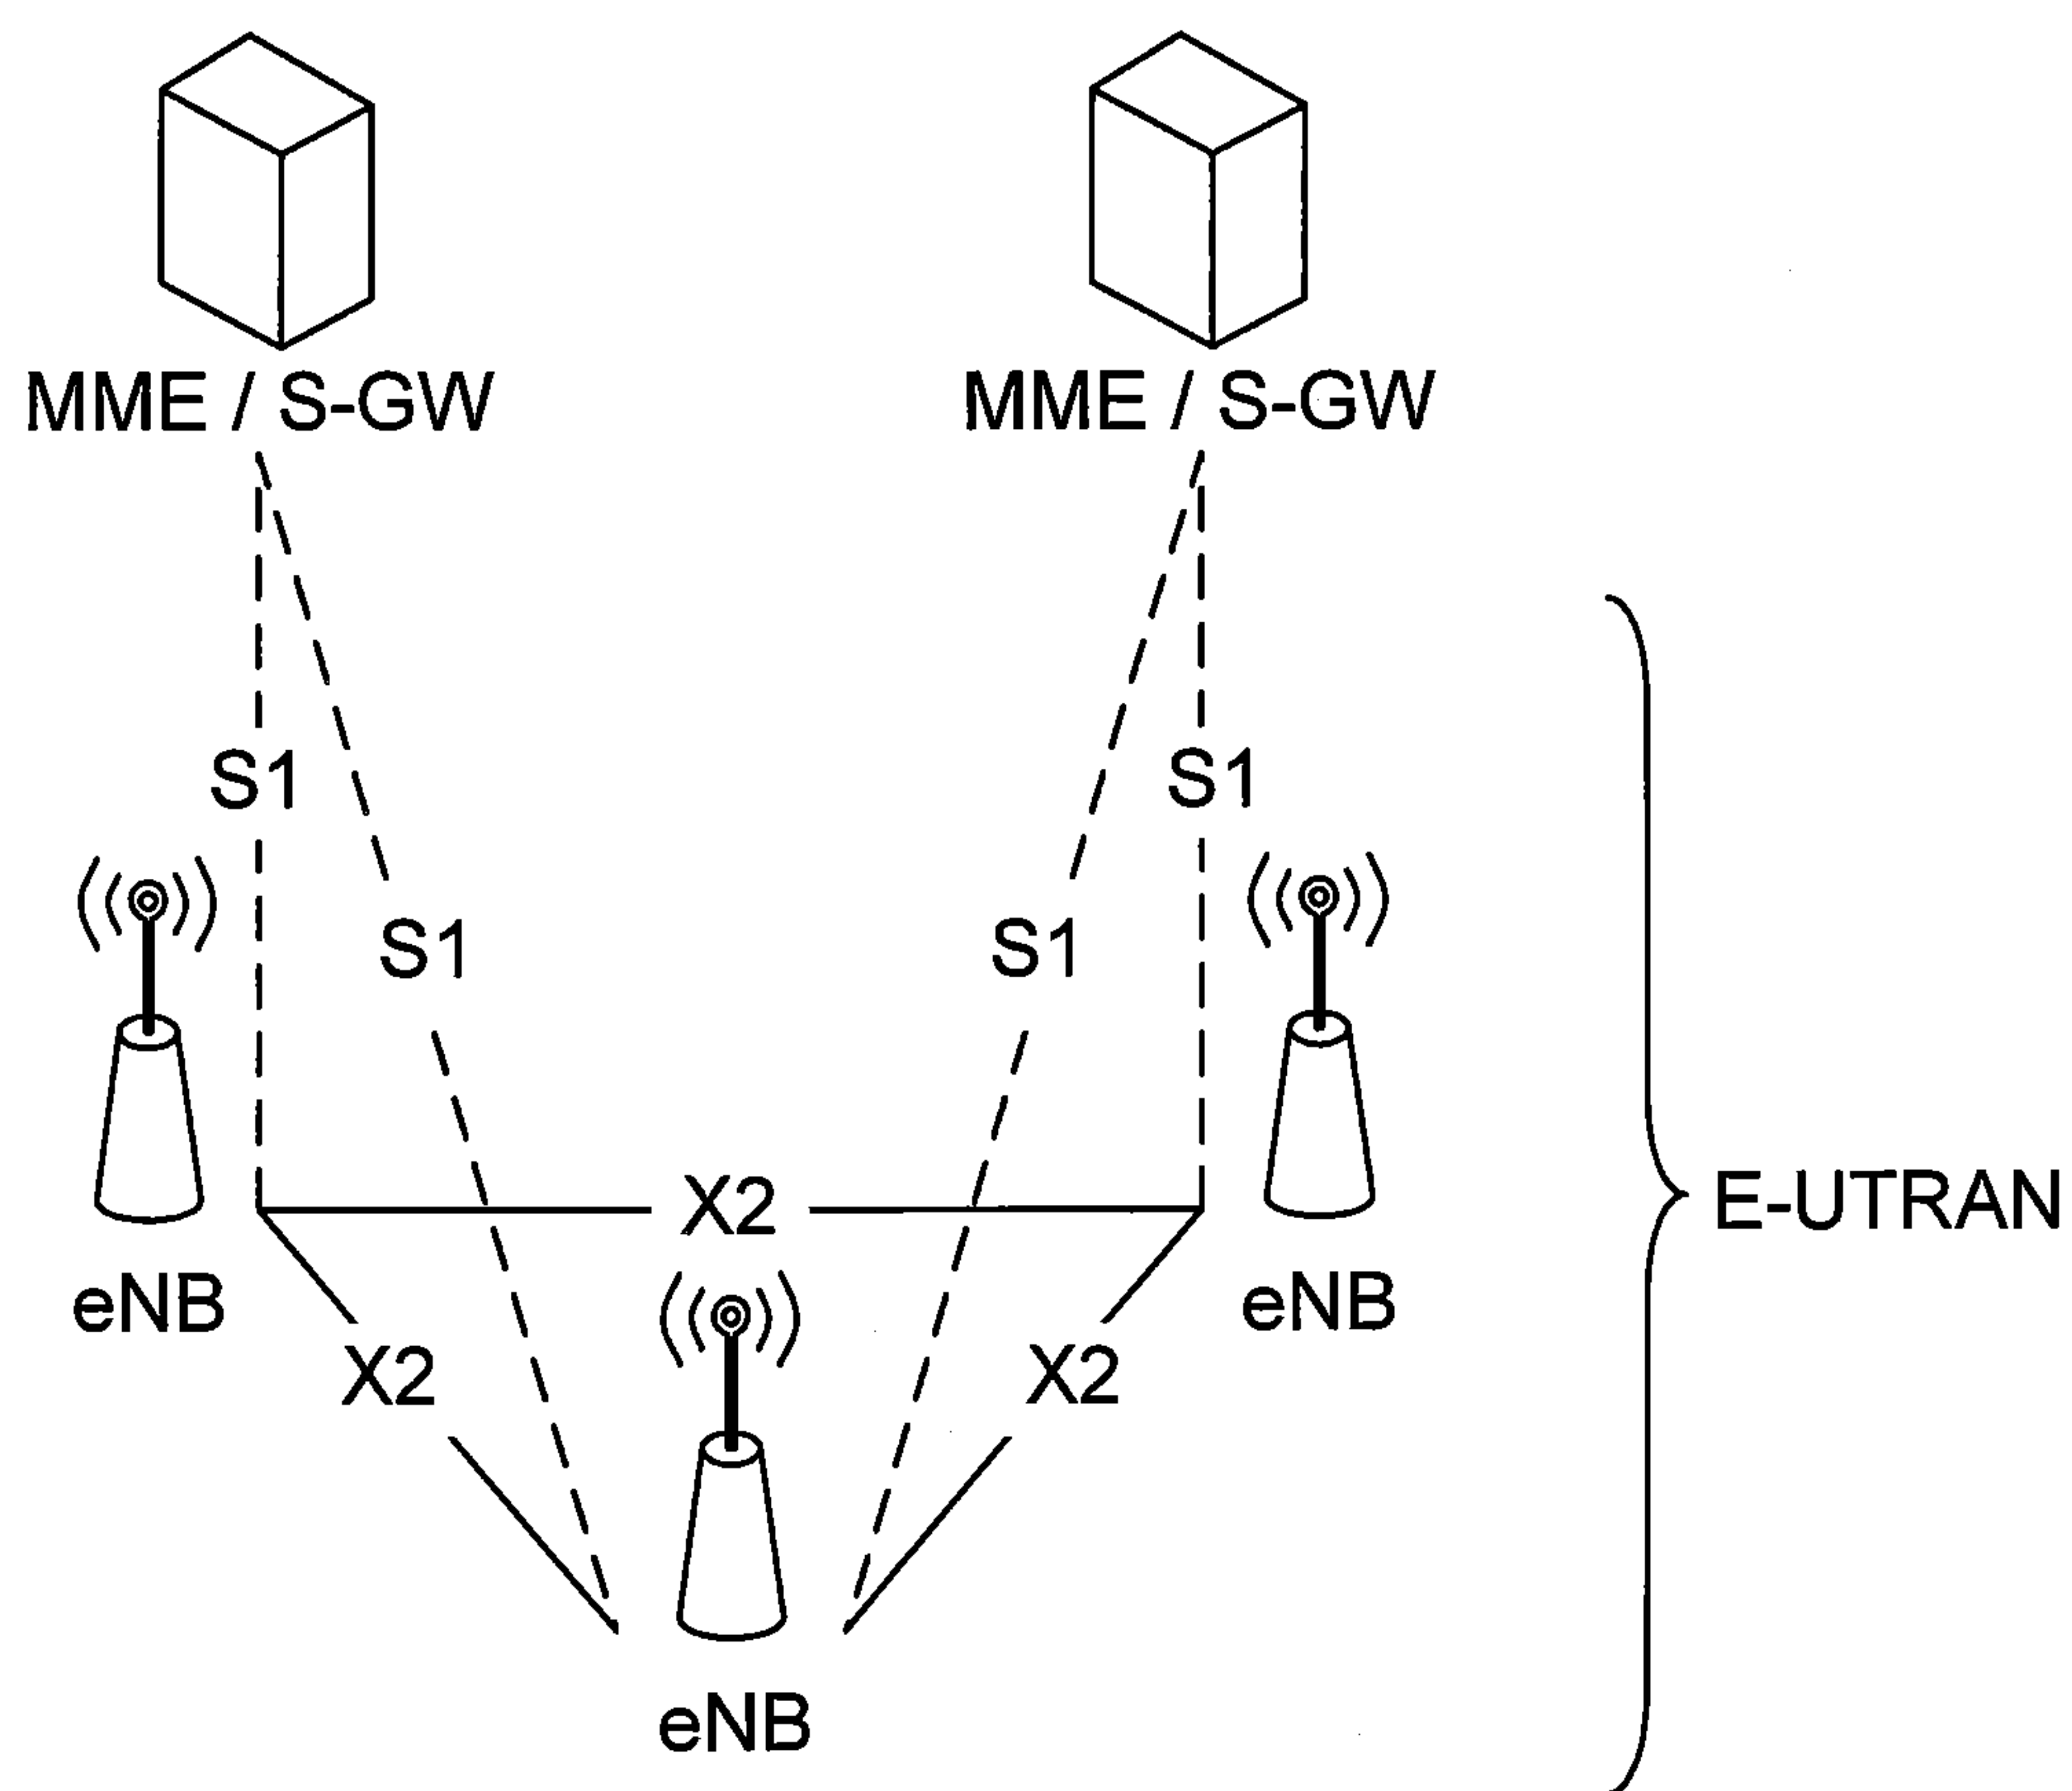 MME / S-GW
MME / S-GW
S1
S1
S1
S1
X2
E-UTRAN
eNB
eNB
X2
X2
eNB